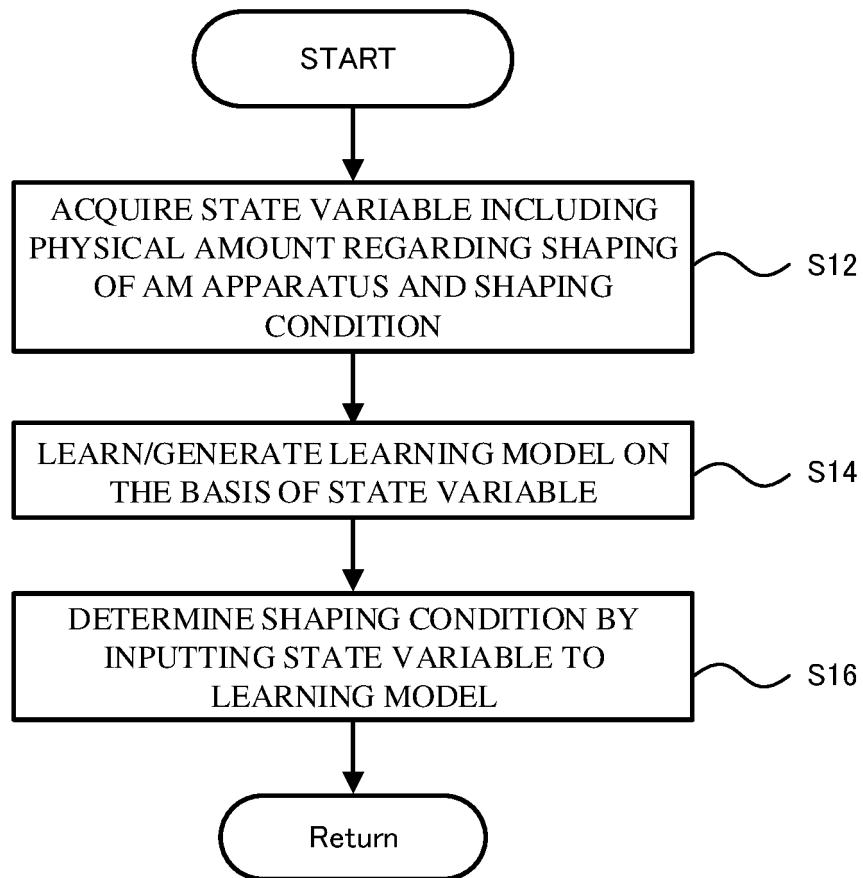 START
ACQUIRE STATE VARIABLE INCLUDING
PHYSICAL AMOUNT REGARDING SHAPING
OF AM APPARATUS AND SHAPING
CONDITION
S12
LEARN/GENERATE LEARNING MODEL ON
THE BASIS OF STATE VARIABLE
S14
DETERMINE SHAPING CONDITION BY
INPUTTING STATE VARIABLE TO
LEARNING MODEL
S16
Return